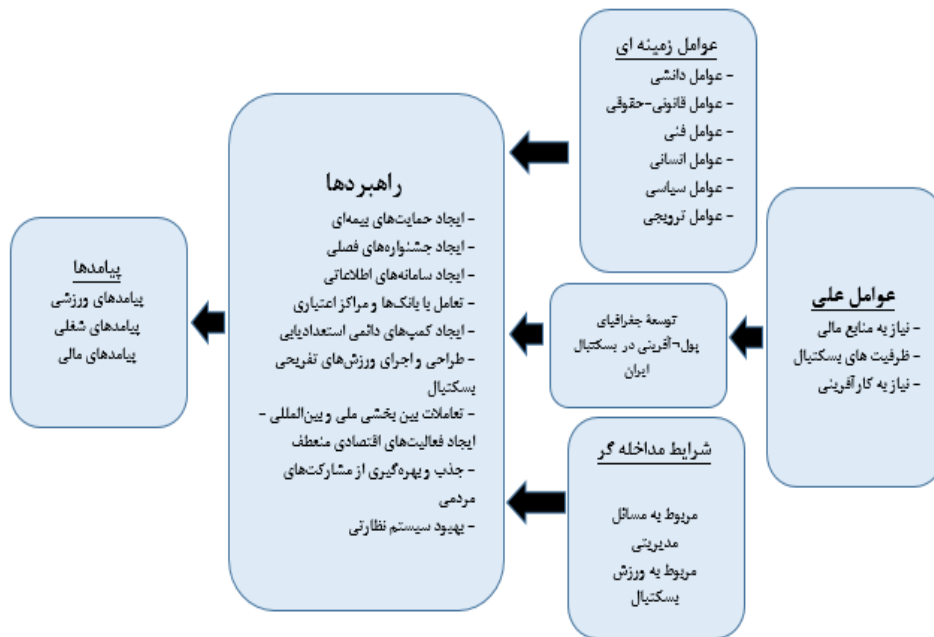 عوامل زمینه ای
- عوامل دانشی
- عوامل قانونی-حقوقی
- عوامل فنی
- عوامل انسانی
- عوامل سیاسی
- عوامل ترویجی
عوامل علی
- نیاز به منابع مالی
- ظرفیت های بسکتبال
- نیاز به کارآفرینی
توسعهٔ جغرافیای
پول¬آفرینی در بسکتبال
ایران
شرایط مداخله گر
مربوط به مسائل
مدیریتی
مربوط به ورزش
بسکتبال
راهبردها
- ایجاد حمایت‌های بیمه‌ای
- ایجاد جشنواره‌های فصلی
- ایجاد سامانه‌های اطلاعاتی
- تعامل با بانک‌ها و مراکز اعتباری
- ایجاد کمپ‌های دائمی استعدادیابی
- طراحی و اجرای ورزش‌های تفریحی
بسکتبال
- تعاملات بین بخشی ملی و بین‌المللی
ایجاد فعالیت‌های اقتصادی منعطف
- جذب و بهره‌گیری از مشارکت‌های
مردمی
- بهبود سیستم نظارتی
پیامدها
پیامدهای ورزشی
پیامدهای شغلی
پیامدهای مالی